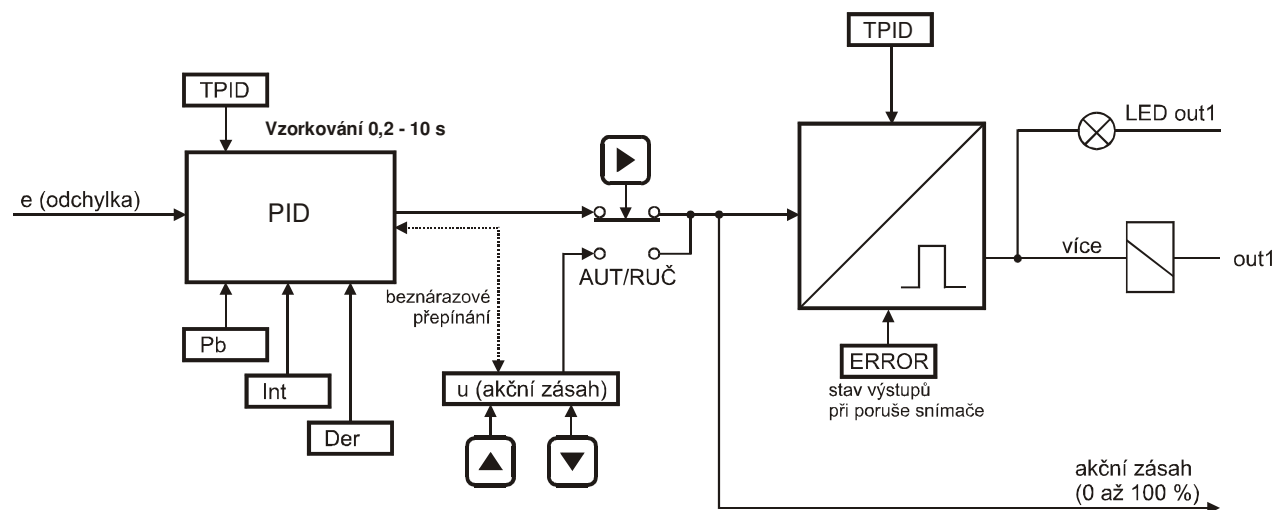 TPID
TPID
Vzorkování 0,2 - 10 s
LED out1
e (odchylka)
PID
více
out1
AUT/RUČ
beznárazové
přepínání
Pb
Int
Der
u (akční zásah)
ERROR
stav výstupů
při poruše snímače
akční zásah
(0 až 100 %)